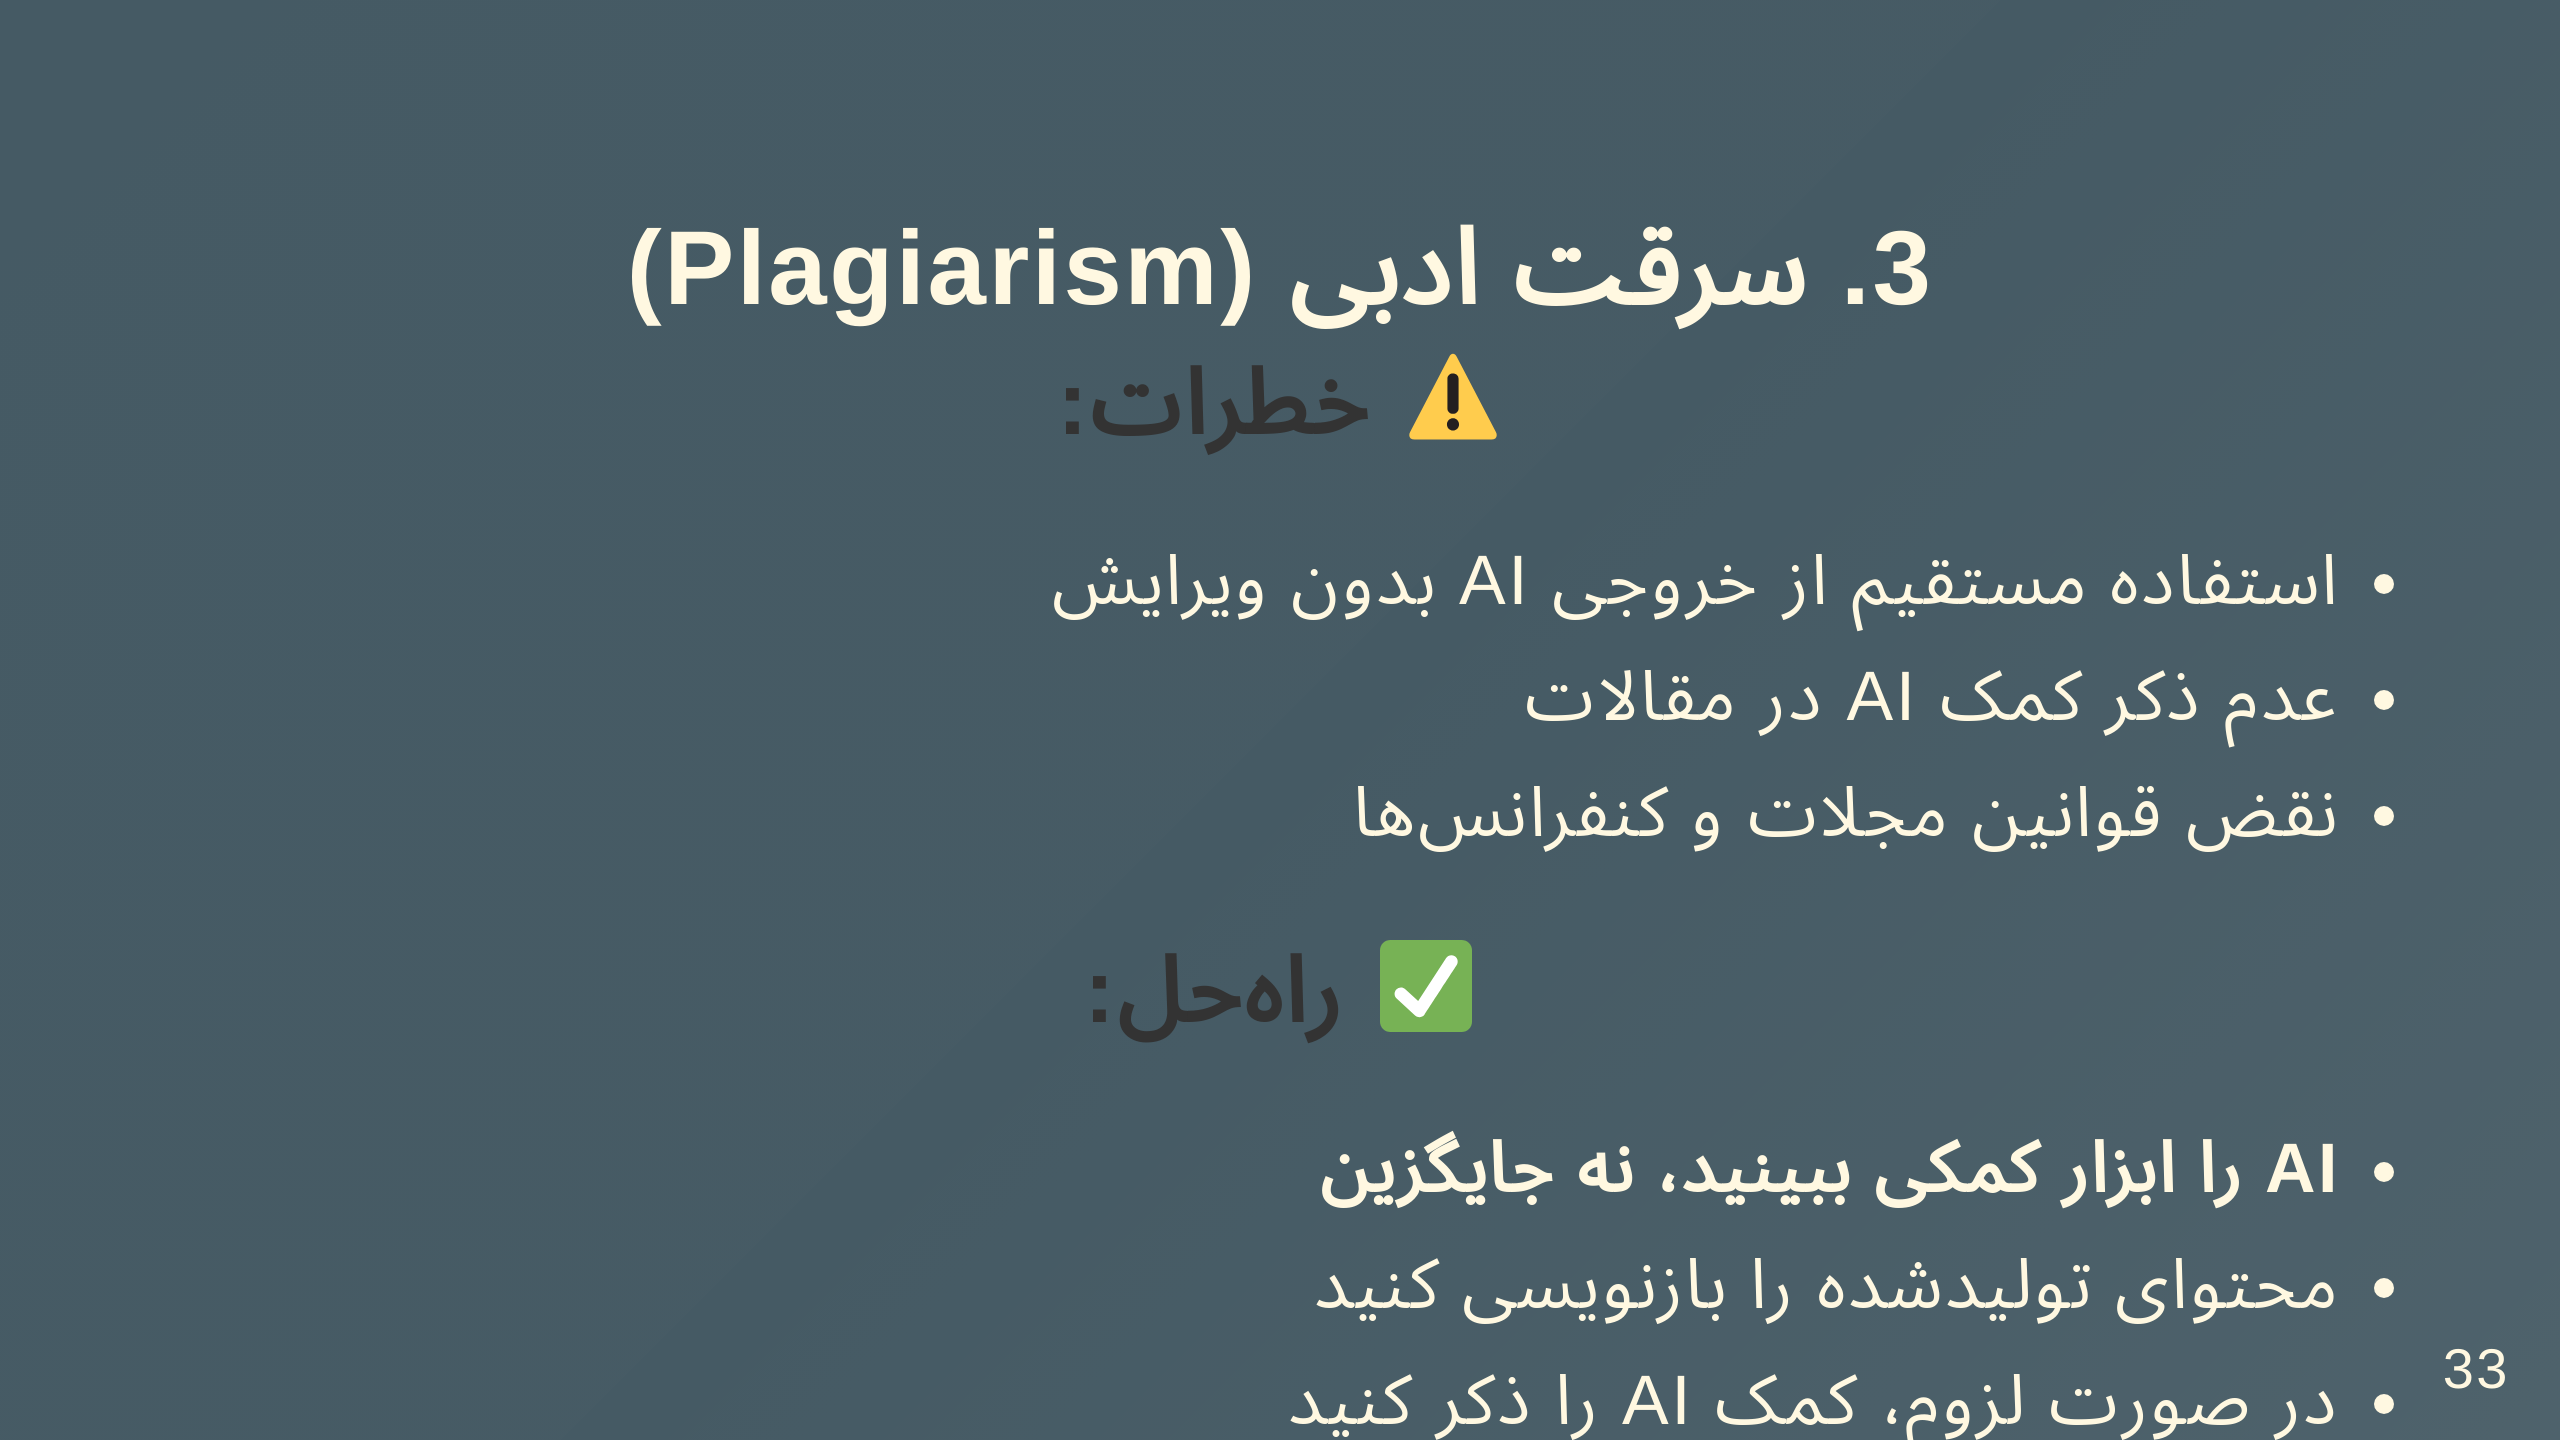 3. سرقت ادبی (Plagiarism)
⚠️ خطرات:
• استفاده مستقیم از خروجی AI بدون ویرایش
• عدم ذکر کمک AI در مقالات
• نقض قوانین مجلات و کنفرانس‌ها
✅ راه‌حل:
• AI را ابزار کمکی ببینید، نه جایگزین
• محتوای تولیدشده را بازنویسی کنید
• در صورت لزوم، کمک AI را ذکر کنید
33